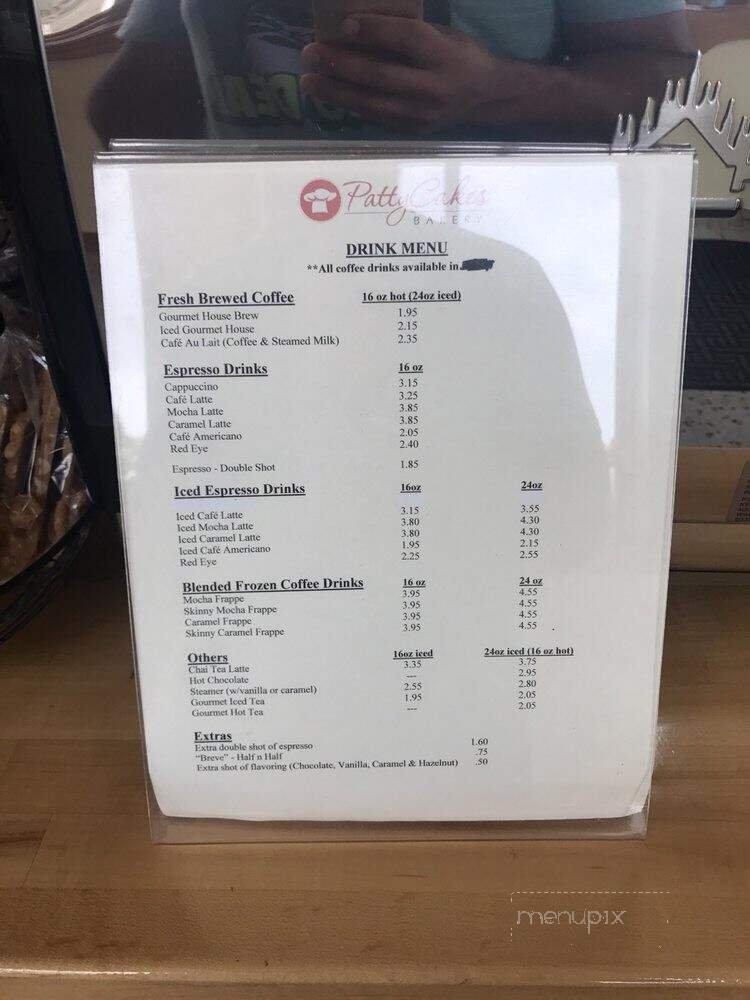 PattyCakes
BAKERY
DRINK MENU
**All coffee drinks available in
Fresh Brewed Coffee 16 oz hot (24oz iced)
Gourmet House Brew 1.95
Iced Gourmet House 2.15
Café Au Lait (Coffee & Steamed Milk) 2.35
Espresso Drinks 16 oz
Cappuccino 3.15
Café Latte 3.25
Mocha Latte 3.85
Caramel Latte 3.85
Café Americano 2.05
Red Eye 2.40
Espresso - Double Shot 1.85
Iced Espresso Drinks 16oz 24oz
Iced Café Latte 3.15 3.55
Iced Mocha Latte 3.80 4.30
Iced Caramel Latte 3.80 4.30
Iced Café Americano 1.95 2.15
Red Eye 2.25 2.55
Blended Frozen Coffee Drinks 16 oz 24 oz
Mocha Frappe 3.95 4.55
Skinny Mocha Frappe 3.95 4.55
Caramel Frappe 3.95 4.55
Skinny Caramel Frappe 3.95 4.55
Others 16oz iced 24oz iced (16 oz hot)
Chai Tea Latte 3.35 3.75
Hot Chocolate --- 2.95
Steamer (w/vanilla or caramel) 2.55 2.80
Gourmet Iced Tea 1.95 2.05
Gourmet Hot Tea --- 2.05
Extras
Extra double shot of espresso 1.60
"Breve" - Half n Half .75
Extra shot of flavoring (Chocolate, Vanilla, Caramel & Hazelnut) .50
menupix